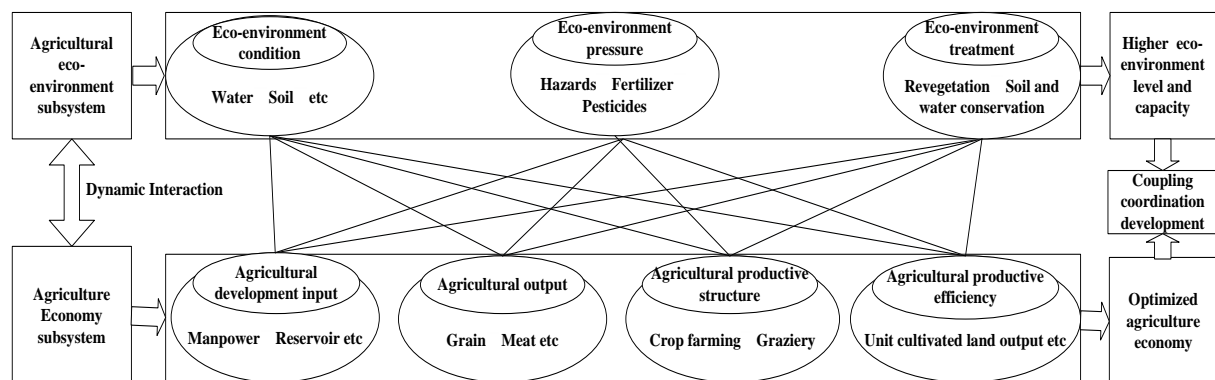 Agricultural
eco-
environment
subsystem
Eco-environment
condition
Water Soil etc
Eco-environment
pressure
Hazards Fertilizer
Pesticides
Eco-environment
treatment
Revegetation Soil and
water conservation
Higher eco-
environment
level and
capacity
Dynamic Interaction
Coupling
coordination
development
Agriculture
Economy
subsystem
Agricultural
development input
Manpower Reservoir etc
Agricultural output
Grain Meat etc
Agricultural productive
structure
Crop farming Graziery
Agricultural productive
efficiency
Unit cultivated land output etc
Optimized
agriculture
economy